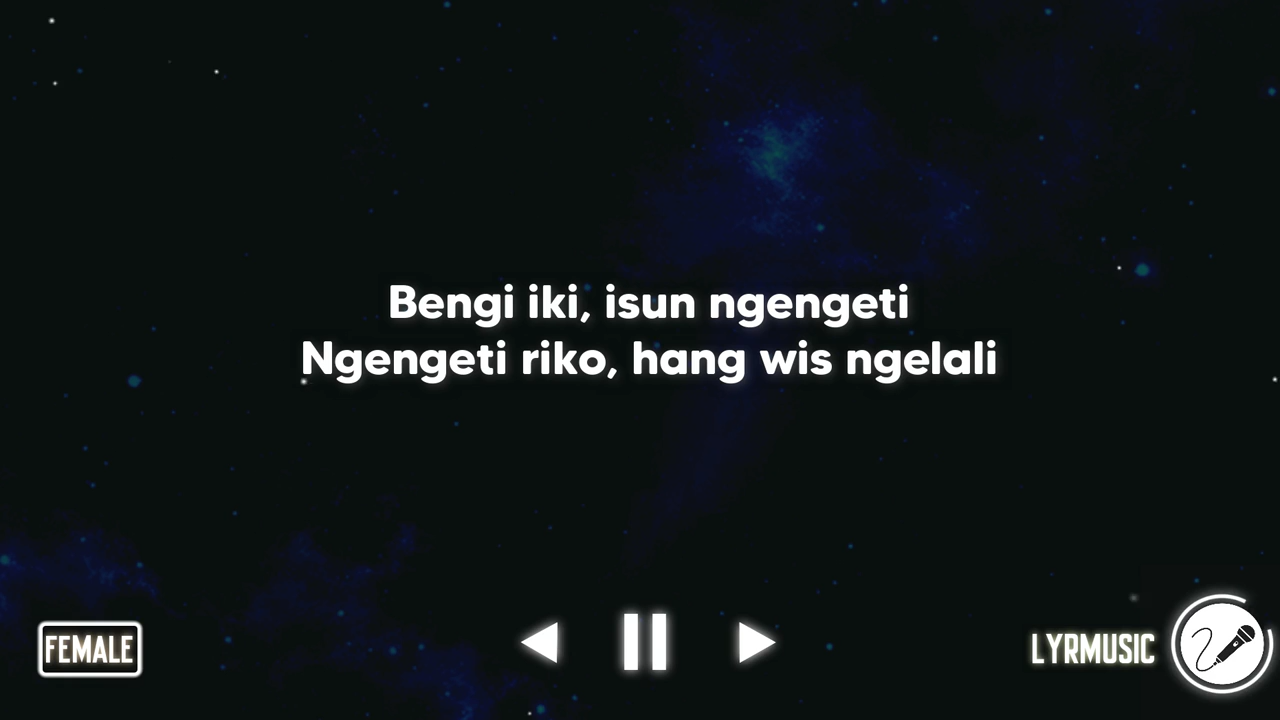 Bengi iki, isun ngengeti
Ngengeti riko, hang wis ngelali
FEMALE
LYRMUSIC